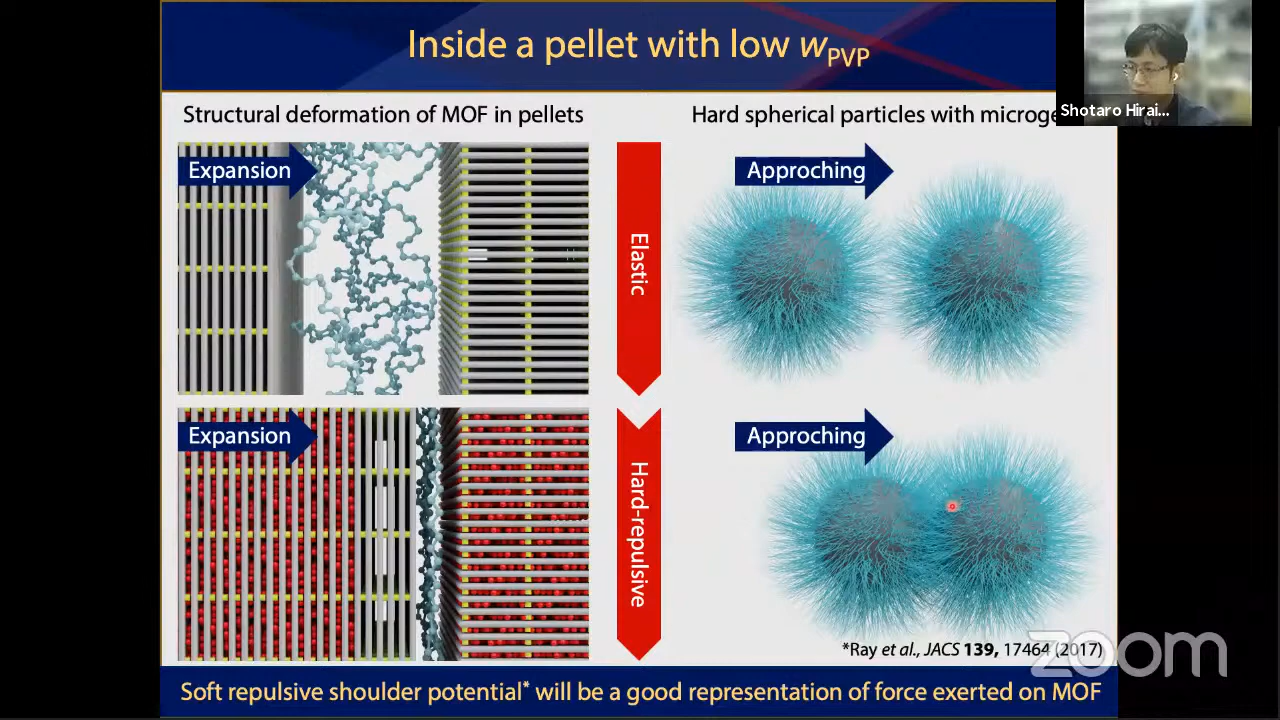 Inside a pellet with low wPVP
Shotaro Hirai...
Structural deformation of MOF in pellets
Hard spherical particles with microge
Expansion
Elastic
Approching
Expansion
Hard-repulsive
Approching
*Ray et al., JACS 139, 17464 (2017)
zoom
Soft repulsive shoulder potential* will be a good representation of force exerted on MOF